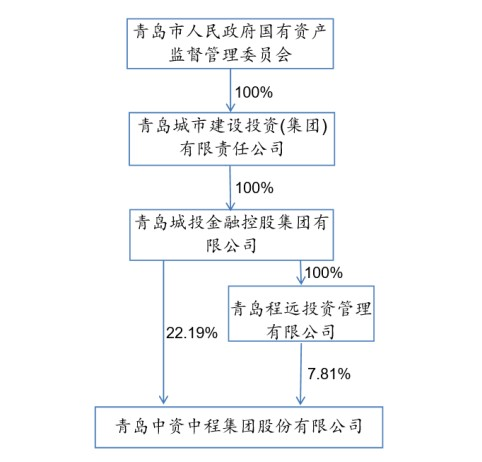 青岛市人民政府国有资产
监督管理委员会
100%
青岛城市建设投资(集团)
有限责任公司
100%
青岛城投金融控股集团有
限公司
100%
青岛程远投资管理
有限公司
22.19%
7.81%
青岛中资中程集团股份有限公司